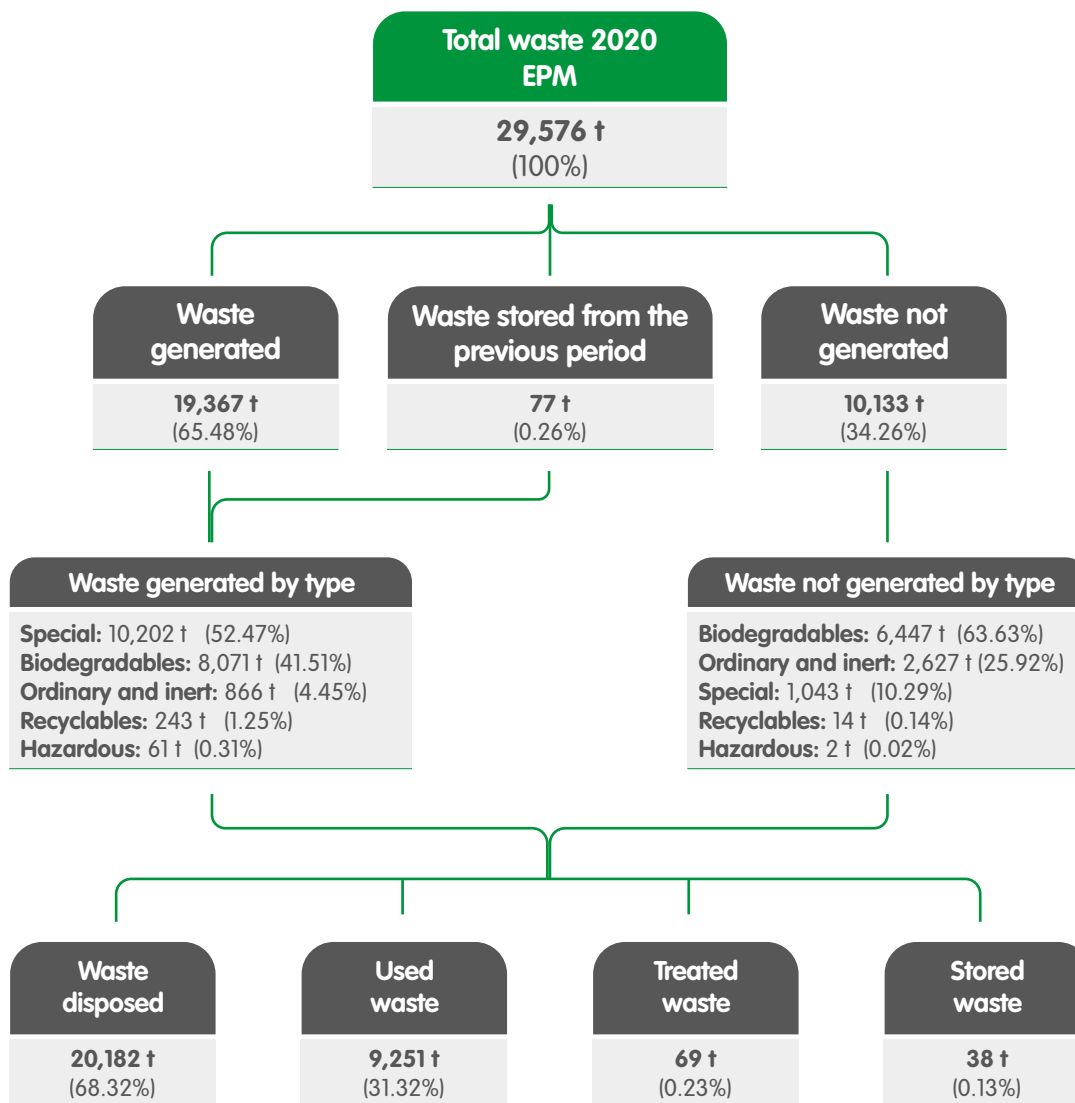 Total waste 2020
EPM
29,576 t
(100%)
Waste
generated
19,367 t
(65.48%)
Waste stored from the
previous period
77 t
(0.26%)
Waste not
generated
10,133 t
(34.26%)
Waste generated by type
Special: 10,202 t (52.47%)
Biodegradables: 8,071 t (41.51%)
Ordinary and inert: 866 t (4.45%)
Recyclables: 243 t (1.25%)
Hazardous: 61 t (0.31%)
Waste not generated by type
Biodegradables: 6,447 t (63.63%)
Ordinary and inert: 2,627 t (25.92%)
Special: 1,043 t (10.29%)
Recyclables: 14 t (0.14%)
Hazardous: 2 t (0.02%)
Waste
disposed
20,182 t
(68.32%)
Used
waste
9,251 t
(31.32%)
Treated
waste
69 t
(0.23%)
Stored
waste
38 t
(0.13%)